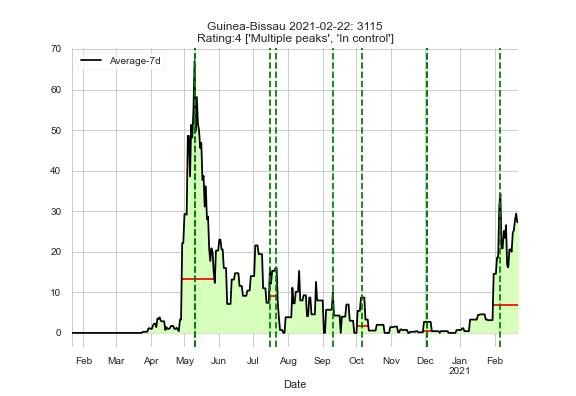 Guinea-Bissau 2021-02-22: 3115
Rating:4 ['Multiple peaks', 'In control']
Average-7d
70
60
50
40
30
20
10
0
Feb Mar Apr May Jun Jul Aug Sep Oct Nov Dec Jan Feb
2021
Date